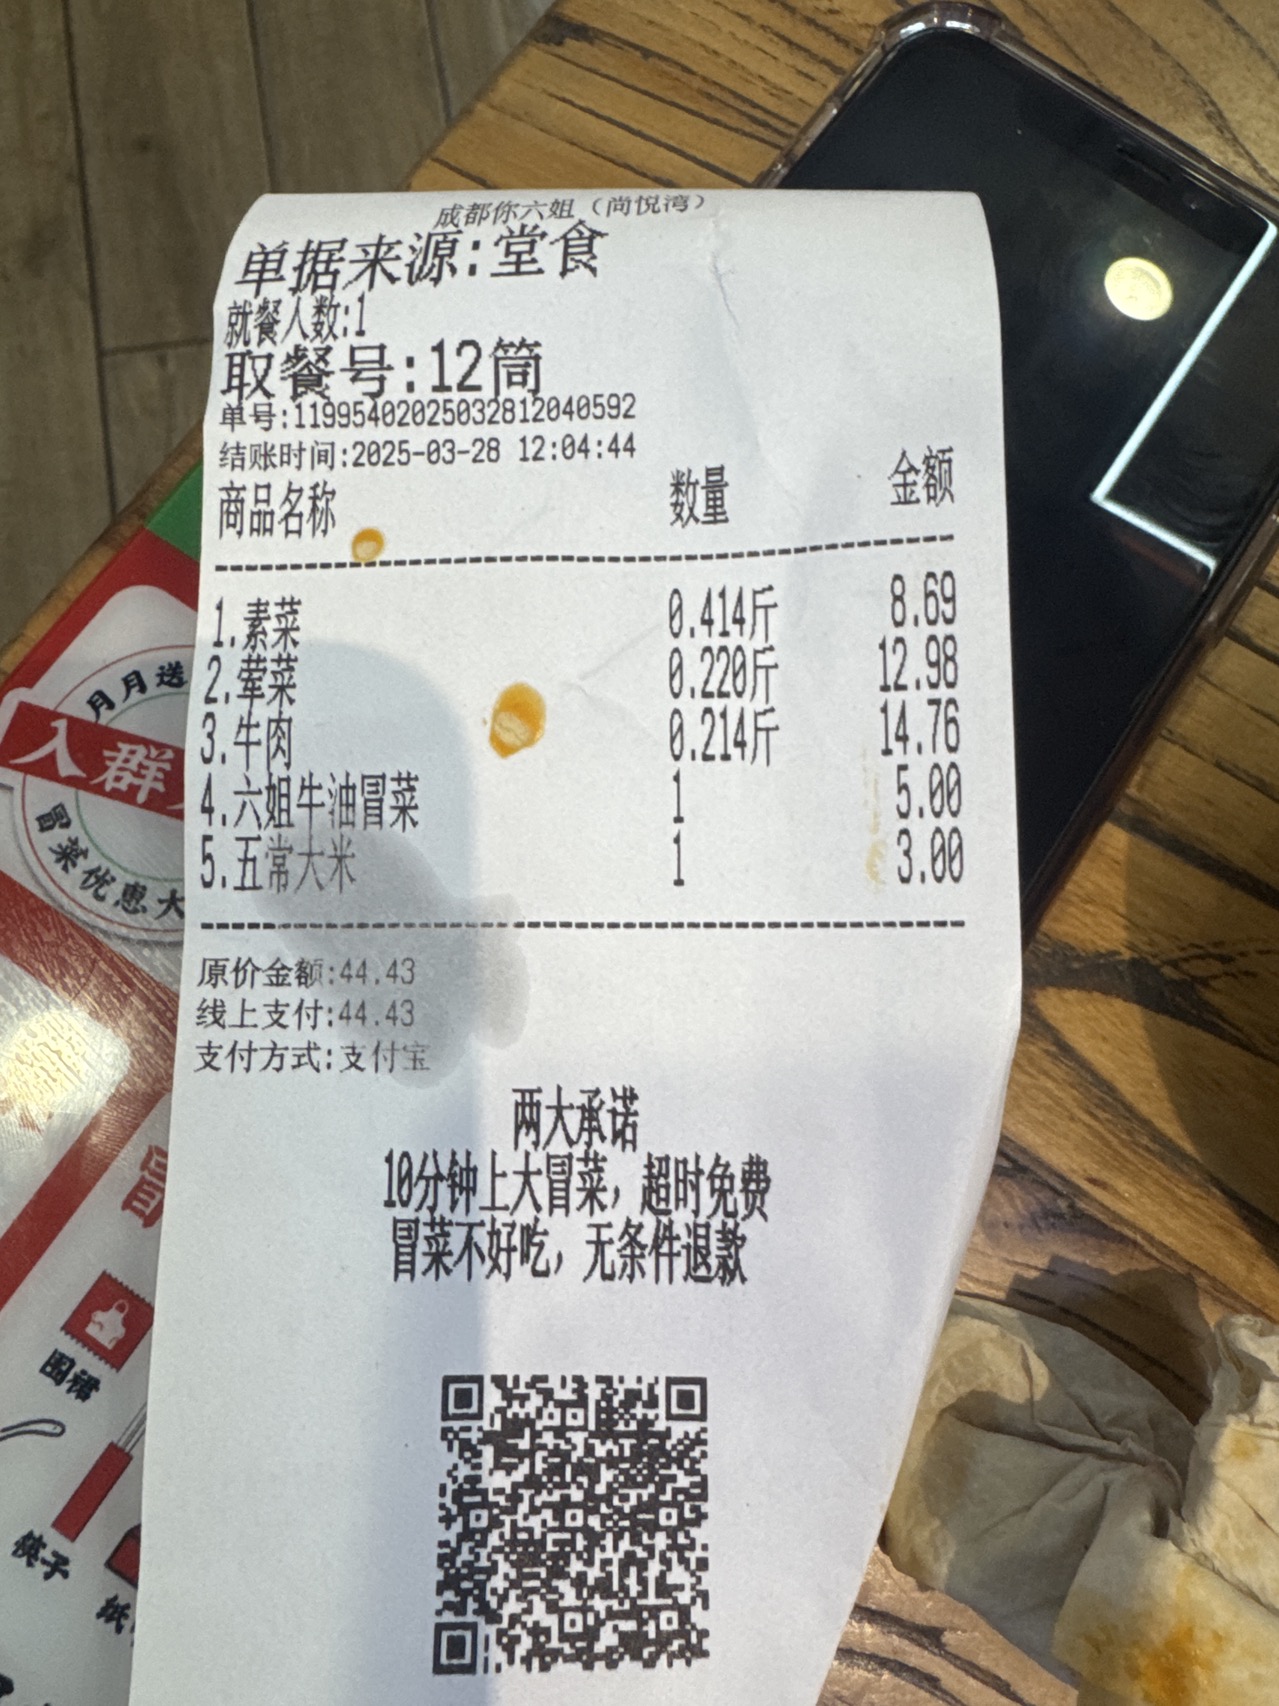 成都你六姐（尚悦湾）
单据来源:堂食
就餐人数:1
取餐号:12筒
单号:11995402025032812040592
结账时间:2025-03-28 12:04:44
商品名称 数量 金额
1.素菜 0.414斤 8.69
2.荤菜 0.220斤 12.98
3.牛肉 0.214斤 14.76
4.六姐牛油冒菜 1 5.00
5.五常大米 1 3.00
原价金额:44.43
线上支付:44.43
支付方式:支付宝
两大承诺
10分钟上大冒菜，超时免费
冒菜不好吃，无条件退款
月月送
入群
冒菜优惠大
冒
围裙
筷子
纸